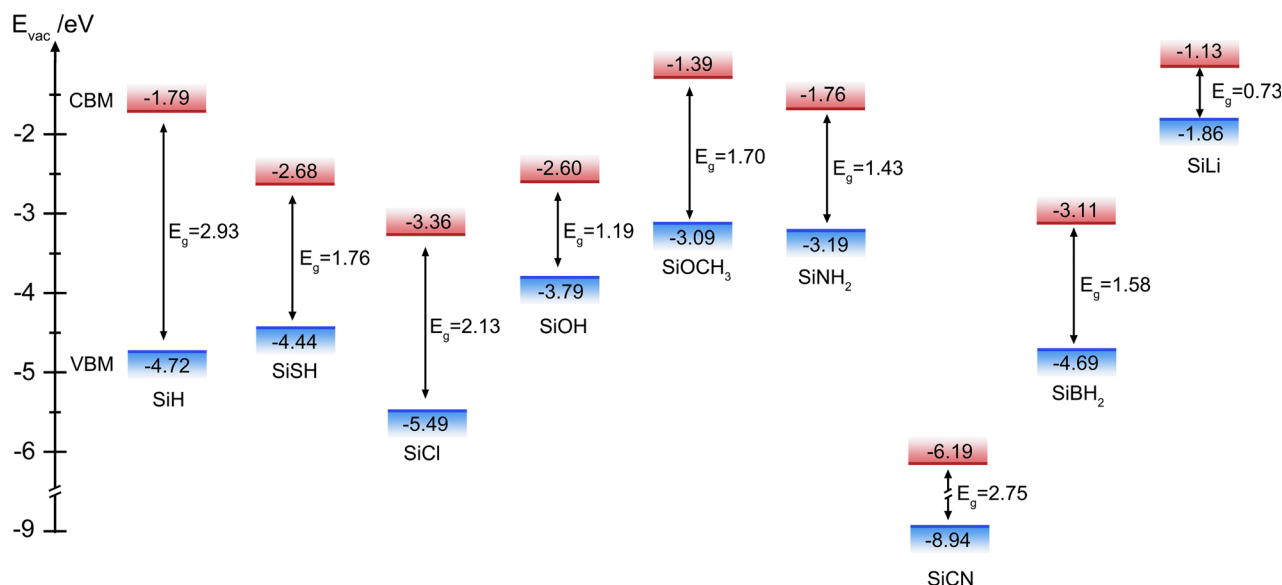 E_vac /eV
CBM
VBM
-2
-3
-4
-5
-6
-9
-1.79
E_g=2.93
-4.72
SiH
-2.68
E_g=1.76
-4.44
SiSH
-3.36
E_g=2.13
-5.49
SiCl
-2.60
E_g=1.19
-3.79
SiOH
-1.39
E_g=1.70
-3.09
SiOCH₃
-1.76
E_g=1.43
-3.19
SiNH₂
-6.19
E_g=2.75
-8.94
SiCN
-3.11
E_g=1.58
-4.69
SiBH₂
-1.13
E_g=0.73
-1.86
SiLi